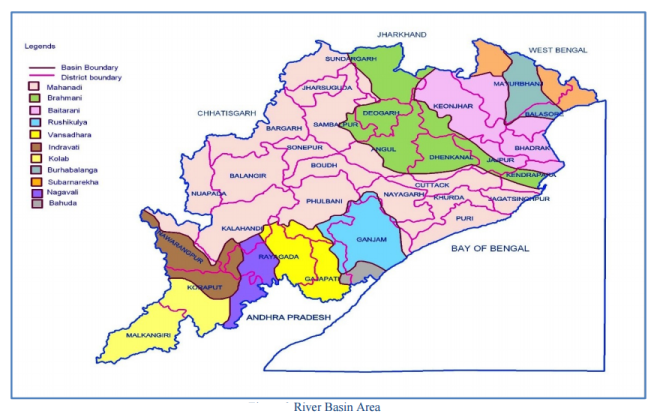 JHARKHAND
Legends
WEST BENGAL
Basin Boundary
District boundary
Mahanadi
Brahmani
Baitarani
Rushikulya
Vansadhara
Indravati
Kolab
Burhabalanga
Subarnarekha
Nagavali
Bahuda
SUNDARGARH
JHARSUGUDA
MAYURBHANJ
KEONJHAR
CHHATISGARH
DEOGARH
BALASORE
SAMBALPUR
BARGARH
SONEPUR
ANGUL
BHADRAK
DHENKANAL
JAJPUR
BOUDH
BALANGIR
KENDRAPARA
CUTTACK
NUAPADA
NAYAGARH
PHULBANI
KHURDA
JAGATSINGHPUR
PURI
KALAHANDI
GANJAM
BAY OF BENGAL
NAWARANGPUR
RAYAGADA
GAJAPATI
KORAPUT
ANDHRA PRADESH
MALKANGIRI
River Basin Area